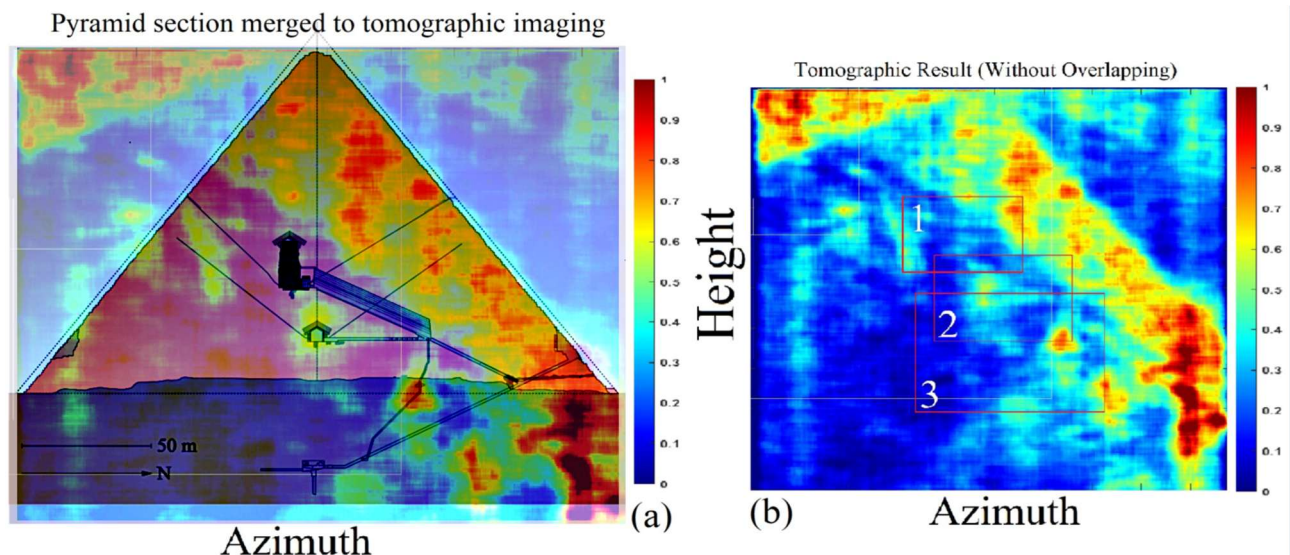 Pyramid section merged to tomographic imaging
1
0.9
0.8
0.7
0.6
0.5
0.4
0.3
0.2
0.1
0
50 m
N
Azimuth
(a)
Tomographic Result (Without Overlapping)
Height
1
2
3
1
0.9
0.8
0.7
0.6
0.5
0.4
0.3
0.2
0.1
0
(b)
Azimuth